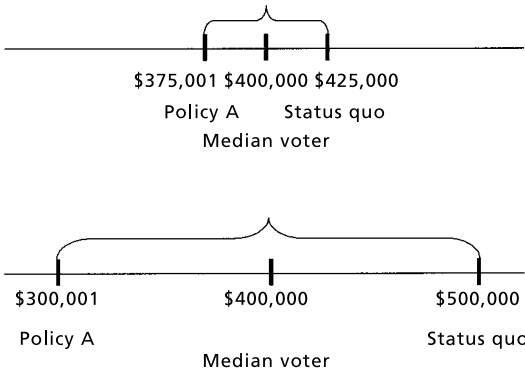 $375,001 $400,000 $425,000
Policy A Status quo
Median voter
$300,001 $400,000 $500,000
Policy A Status quo
Median voter